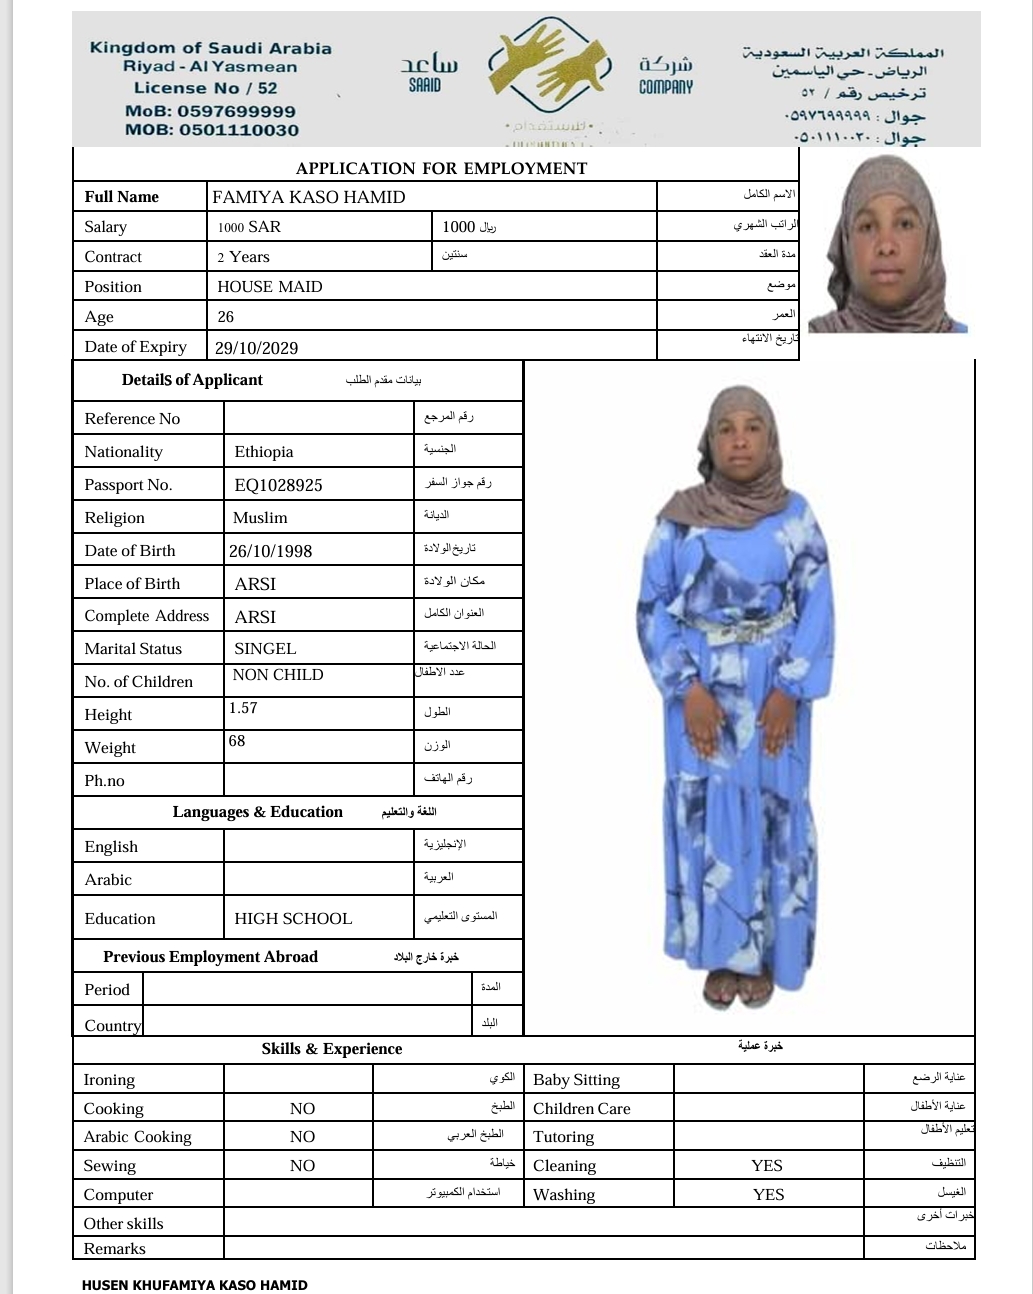 Kingdom of Saudi Arabia
Riyad - Al Yasmean
License No / 52
MoB: 0597699999
MOB: 0501110030
ساعد
SAAID
شركة
COMPANY
للاستقدام
المملكة العربية السعودية
الرياض - حي الياسمين
ترخيص رقم / ٥٢
جوال : ٠٥٩٧٦٩٩٩٩٩
جوال : ٠٥٠١١١٠٠٣٠
APPLICATION FOR EMPLOYMENT
Full Name FAMIYA KASO HAMID الاسم الكامل
Salary 1000 SAR 1000 ريال الراتب الشهري
Contract 2 Years سنتين مدة العقد
Position HOUSE MAID موضع
Age 26 العمر
Date of Expiry 29/10/2029 تاريخ الانتهاء
Details of Applicant بيانات مقدم الطلب
Reference No رقم المرجع
Nationality Ethiopia الجنسية
Passport No. EQ1028925 رقم جواز السفر
Religion Muslim الديانة
Date of Birth 26/10/1998 تاريخ الولادة
Place of Birth ARSI مكان الولادة
Complete Address ARSI العنوان الكامل
Marital Status SINGEL الحالة الاجتماعية
No. of Children NON CHILD عدد الاطفال
Height 1.57 الطول
Weight 68 الوزن
Ph.no رقم الهاتف
Languages & Education اللغة والتعليم
English الإنجليزية
Arabic العربية
Education HIGH SCHOOL المستوى التعليمي
Previous Employment Abroad خبرة خارج البلاد
Period المدة
Country البلد
Skills & Experience خبرة عملية
Ironing الكوي Baby Sitting عناية الرضع
Cooking NO الطبخ Children Care عناية الأطفال
Arabic Cooking NO الطبخ العربي Tutoring تعليم الأطفال
Sewing NO خياطة Cleaning YES التنظيف
Computer استخدام الكمبيوتر Washing YES الغيسل
Other skills خبرات أخرى
Remarks ملاحظات
HUSEN KHUFAMIYA KASO HAMID